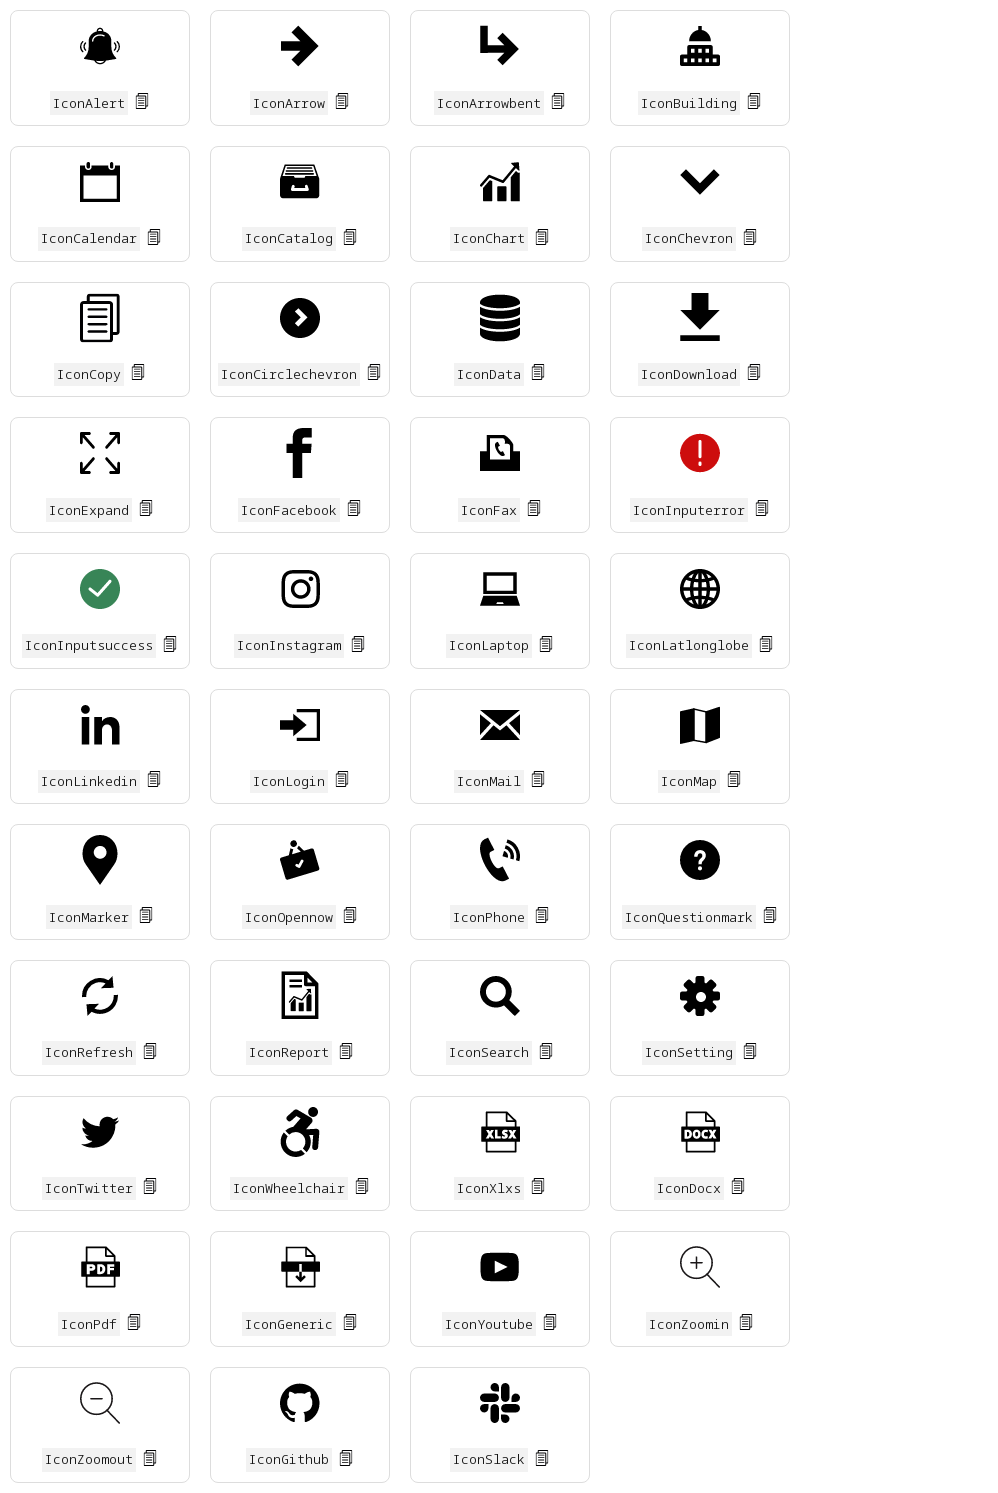 IconAlert
IconArrow
IconArrowbent
IconBuilding
IconCalendar
IconCatalog
IconChart
IconChevron
IconCopy
IconCirclechevron
IconData
IconDownload
IconExpand
IconFacebook
IconFax
IconInputerror
IconInputsuccess
IconInstagram
IconLaptop
IconLatlonglobe
IconLinkedin
IconLogin
IconMail
IconMap
IconMarker
IconOpennow
IconPhone
IconQuestionmark
IconRefresh
IconReport
IconSearch
IconSetting
XLSX
DOCX
IconTwitter
IconWheelchair
IconXlxs
IconDocx
PDF
IconPdf
IconGeneric
IconYoutube
IconZoomin
IconZoomout
IconGithub
IconSlack